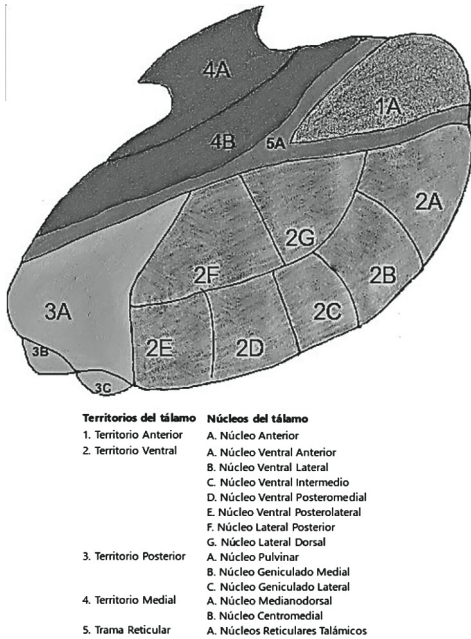 4A
1A
4B
5A
2A
2G
2F
2B
3A
2C
3B
2E
2D
3C
Territorios del tálamo Núcleos del tálamo
1. Territorio Anterior A. Núcleo Anterior
2. Territorio Ventral A. Núcleo Ventral Anterior
B. Núcleo Ventral Lateral
C. Núcleo Ventral Intermedio
D. Núcleo Ventral Posteromedial
E. Núcleo Ventral Posterolateral
F. Núcleo Lateral Posterior
G. Núcleo Lateral Dorsal
3. Territorio Posterior A. Núcleo Pulvinar
B. Núcleo Geniculado Medial
C. Núcleo Geniculado Lateral
4. Territorio Medial A. Núcleo Medianodorsal
B. Núcleo Centromedial
5. Trama Reticular A. Núcleos Reticulares Talámicos